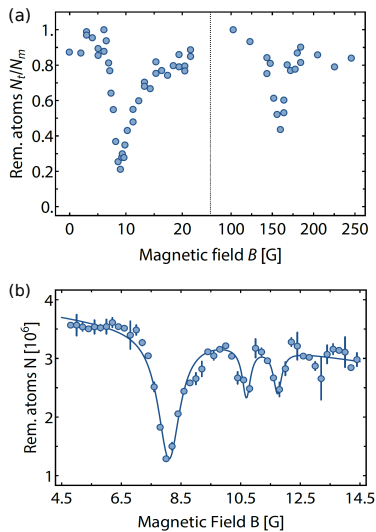 (a)
Rem. atoms Nt/Nm
1.
0.8
0.6
0.4
0.2
0.
0 10 20 100 150 200 250
Magnetic field B [G]
(b)
Rem. atoms N [10⁶]
4
3
2
1
4.5 6.5 8.5 10.5 12.5 14.5
Magnetic Field B [G]